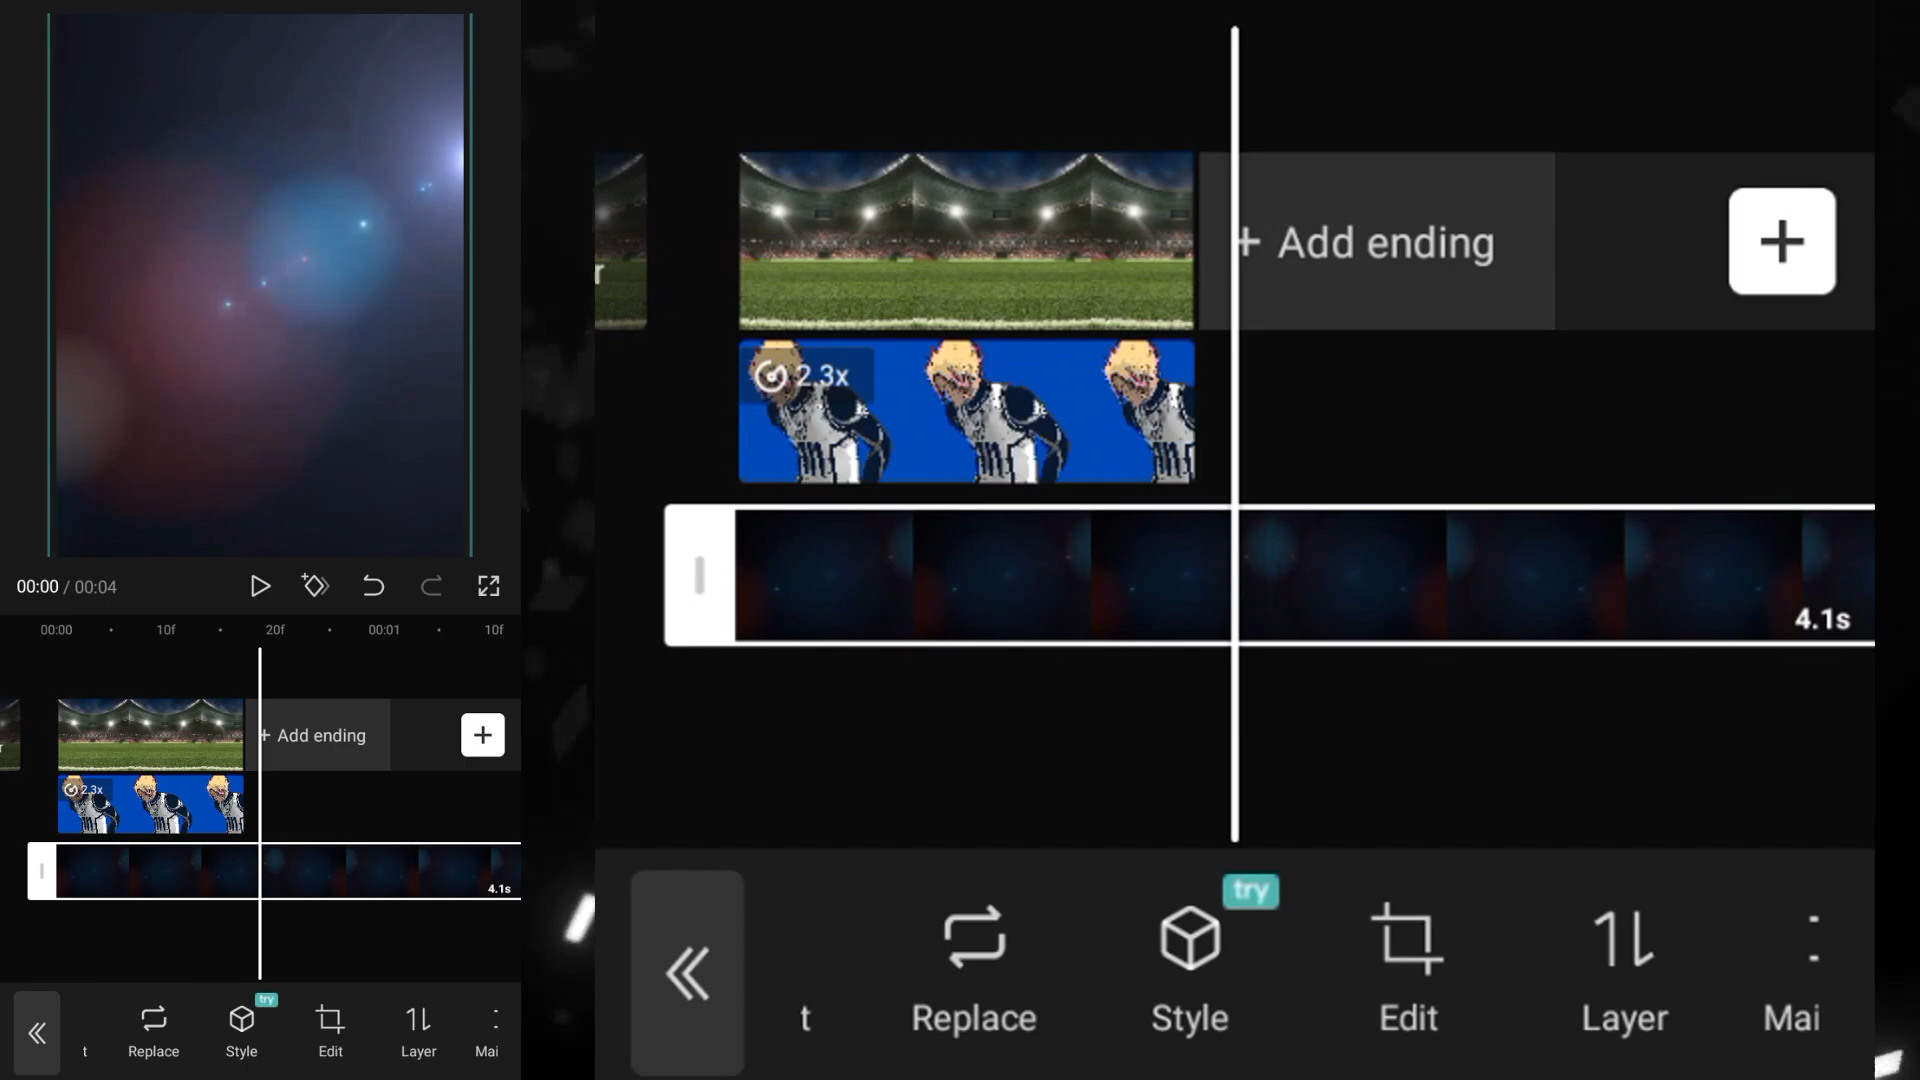 00:00 / 00:04
00:00 10f 20f 00:01 10f
r
+ Add ending
2.3x
4.1s
try
t Replace Style Edit Layer Mai
r
+ Add ending
2.3x
4.1s
try
t Replace Style Edit Layer Mai